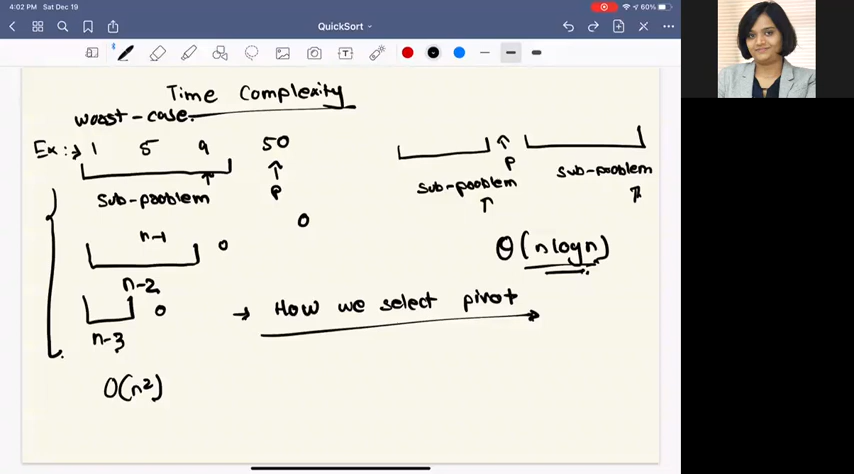 4:02 PM Sat Dec 19
60%
QuickSort
Time Complexity
worst-case
Ex:→ 1 5 9 50
P
sub-problem
P
sub-problem
sub-problem
0
n-1
0
θ(nlogn)
n-2
0
n-3
→ How we select pivot
O(n²)